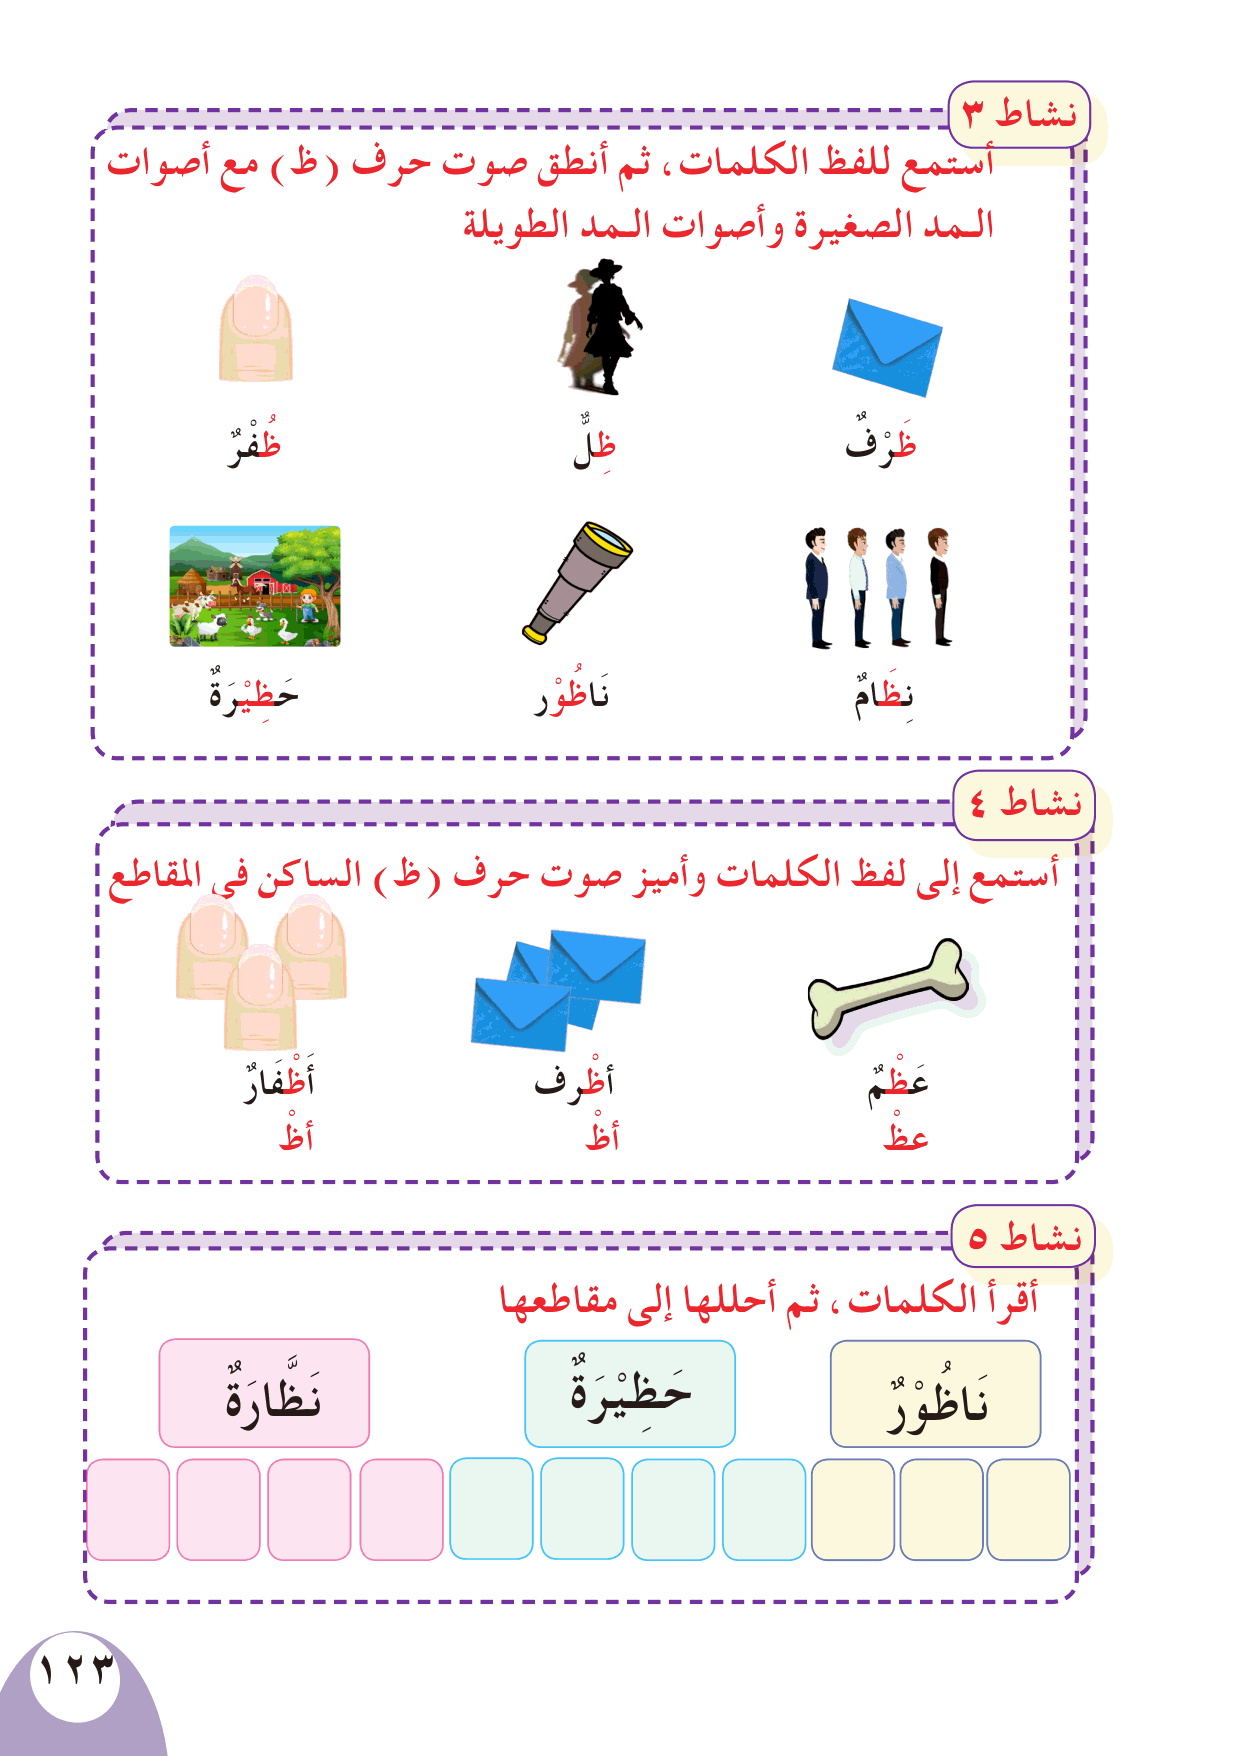 نشاط ٣
أستمع للفظ الكلمات، ثم أنطق صوت حرف (ظ) مع أصوات
المد الصغيرة وأصوات المد الطويلة
ظَرْفٌ ظِلٌّ ظُفْرٌ
نِظَامٌ نَاظُوْر حَظِيْرَةٌ
نشاط ٤
أستمع إلى لفظ الكلمات وأميز صوت حرف (ظ) الساكن في المقاطع
عَظْمٌ أظْرف أَظْفَارٌ
عظْ أظْ أظْ
نشاط ٥
أقرأ الكلمات، ثم أحللها إلى مقاطعها
نَاظُوْرٌ حَظِيْرَةٌ نَظَّارَةٌ
١٢٣